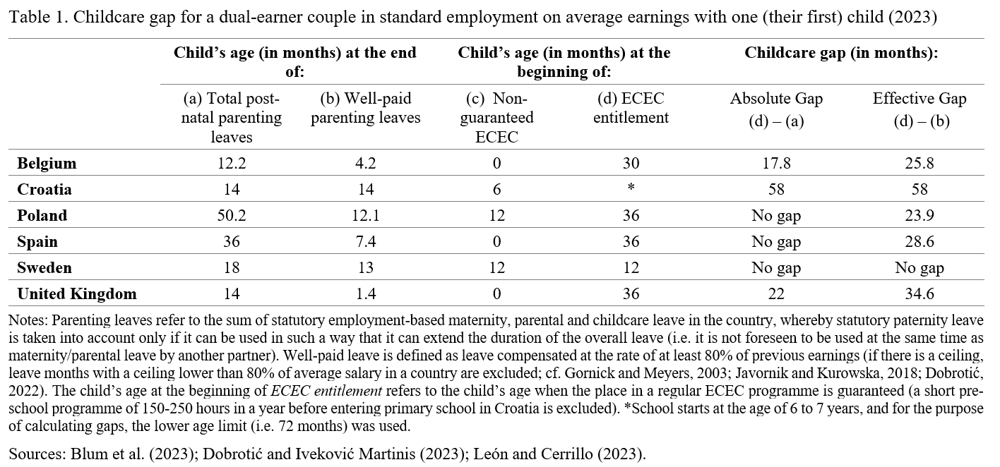 Table 1. Childcare gap for a dual-earner couple in standard employment on average earnings with one (their first) child (2023)
Child’s age (in months) at the end of: Child’s age (in months) at the beginning of: Childcare gap (in months):
(a) Total post-natal parenting leaves (b) Well-paid parenting leaves (c) Non-guaranteed ECEC (d) ECEC entitlement Absolute Gap (d) – (a) Effective Gap (d) – (b)
Belgium 12.2 4.2 0 30 17.8 25.8
Croatia 14 14 6 * 58 58
Poland 50.2 12.1 12 36 No gap 23.9
Spain 36 7.4 0 36 No gap 28.6
Sweden 18 13 12 12 No gap No gap
United Kingdom 14 1.4 0 36 22 34.6
Notes: Parenting leaves refer to the sum of statutory employment-based maternity, parental and childcare leave in the country, whereby statutory paternity leave
is taken into account only if it can be used in such a way that it can extend the duration of the overall leave (i.e. it is not foreseen to be used at the same time as
maternity/parental leave by another partner). Well-paid leave is defined as leave compensated at the rate of at least 80% of previous earnings (if there is a ceiling,
leave months with a ceiling lower than 80% of average salary in a country are excluded; cf. Gornick and Meyers, 2003; Javornik and Kurowska, 2018; Dobrotić,
2022). The child’s age at the beginning of ECEC entitlement refers to the child’s age when the place in a regular ECEC programme is guaranteed (a short pre-
school programme of 150-250 hours in a year before entering primary school in Croatia is excluded). *School starts at the age of 6 to 7 years, and for the purpose
of calculating gaps, the lower age limit (i.e. 72 months) was used.
Sources: Blum et al. (2023); Dobrotić and Iveković Martinis (2023); León and Cerrillo (2023).